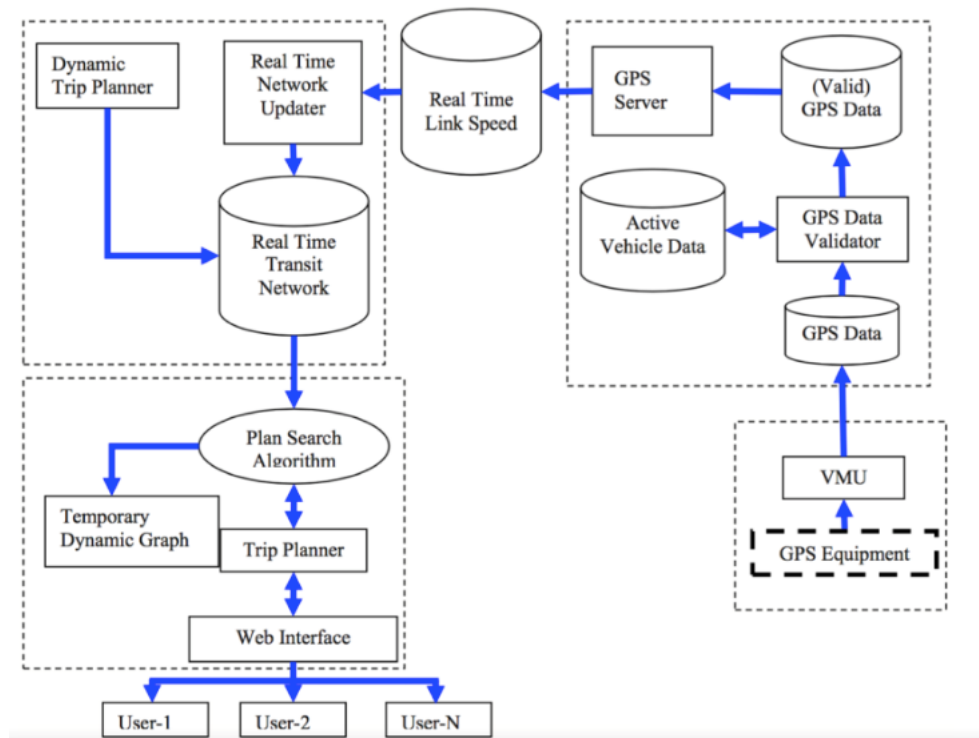 Dynamic
Trip Planner
Real Time
Network
Updater
Real Time
Link Speed
GPS
Server
(Valid)
GPS Data
Real Time
Transit
Network
Active
Vehicle Data
GPS Data
Validator
GPS Data
Plan Search
Algorithm
VMU
Temporary
Dynamic Graph
Trip Planner
GPS Equipment
Web Interface
User-1
User-2
User-N